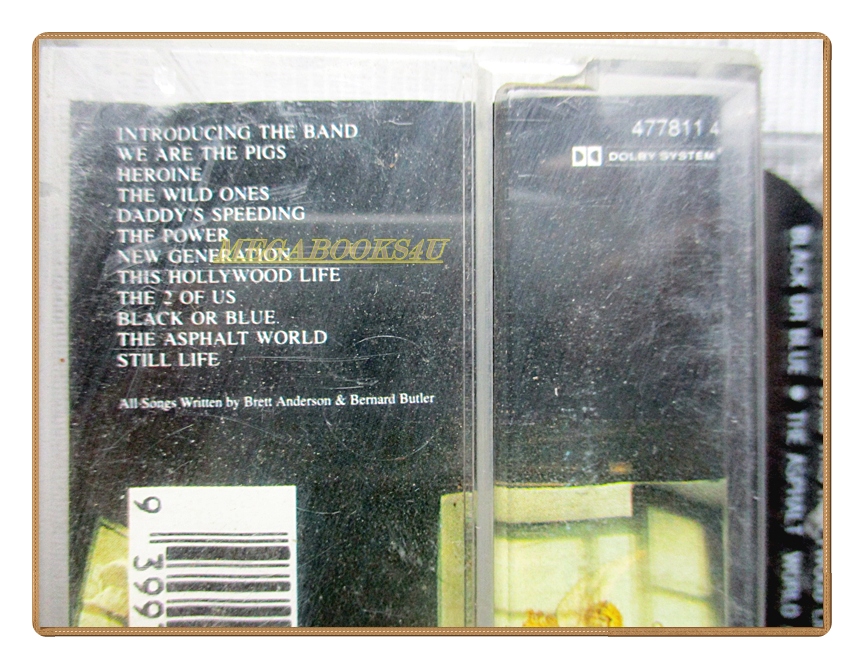 INTRODUCING THE BAND
WE ARE THE PIGS
HEROINE
THE WILD ONES
DADDY'S SPEEDING
THE POWER
NEW GENERATION
THIS HOLLYWOOD LIFE
THE 2 OF US
BLACK OR BLUE.
THE ASPHALT WORLD
STILL LIFE
All Songs Written by Brett Anderson & Bernard Butler
MEGABOOKS4U
9 399
477811 4
DOLBY SYSTEM
BLACK OR BLUE • THE ASPHALT WORLD